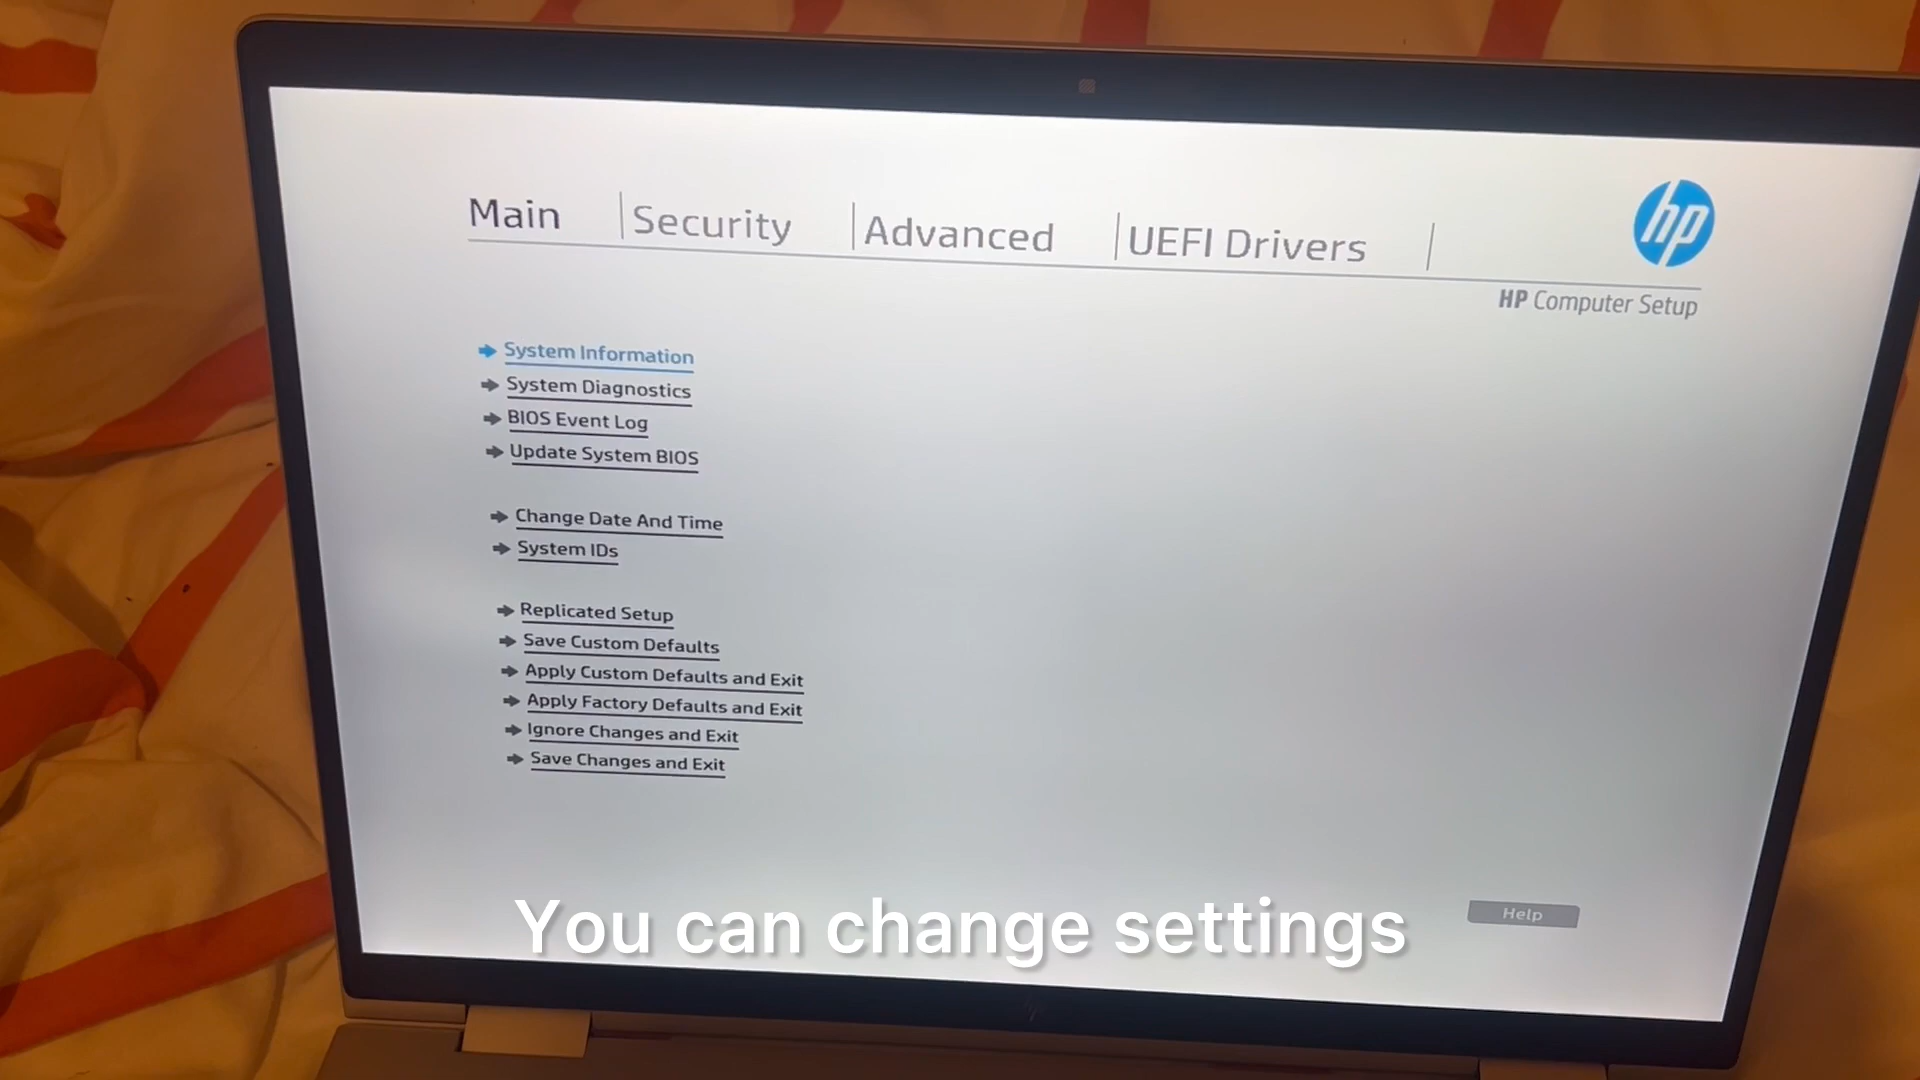 Main
Security
Advanced
UEFI Drivers
hp
HP Computer Setup
System Information
System Diagnostics
BIOS Event Log
Update System BIOS
Change Date And Time
System IDs
Replicated Setup
Save Custom Defaults
Apply Custom Defaults and Exit
Apply Factory Defaults and Exit
Ignore Changes and Exit
Save Changes and Exit
Help
You can change settings